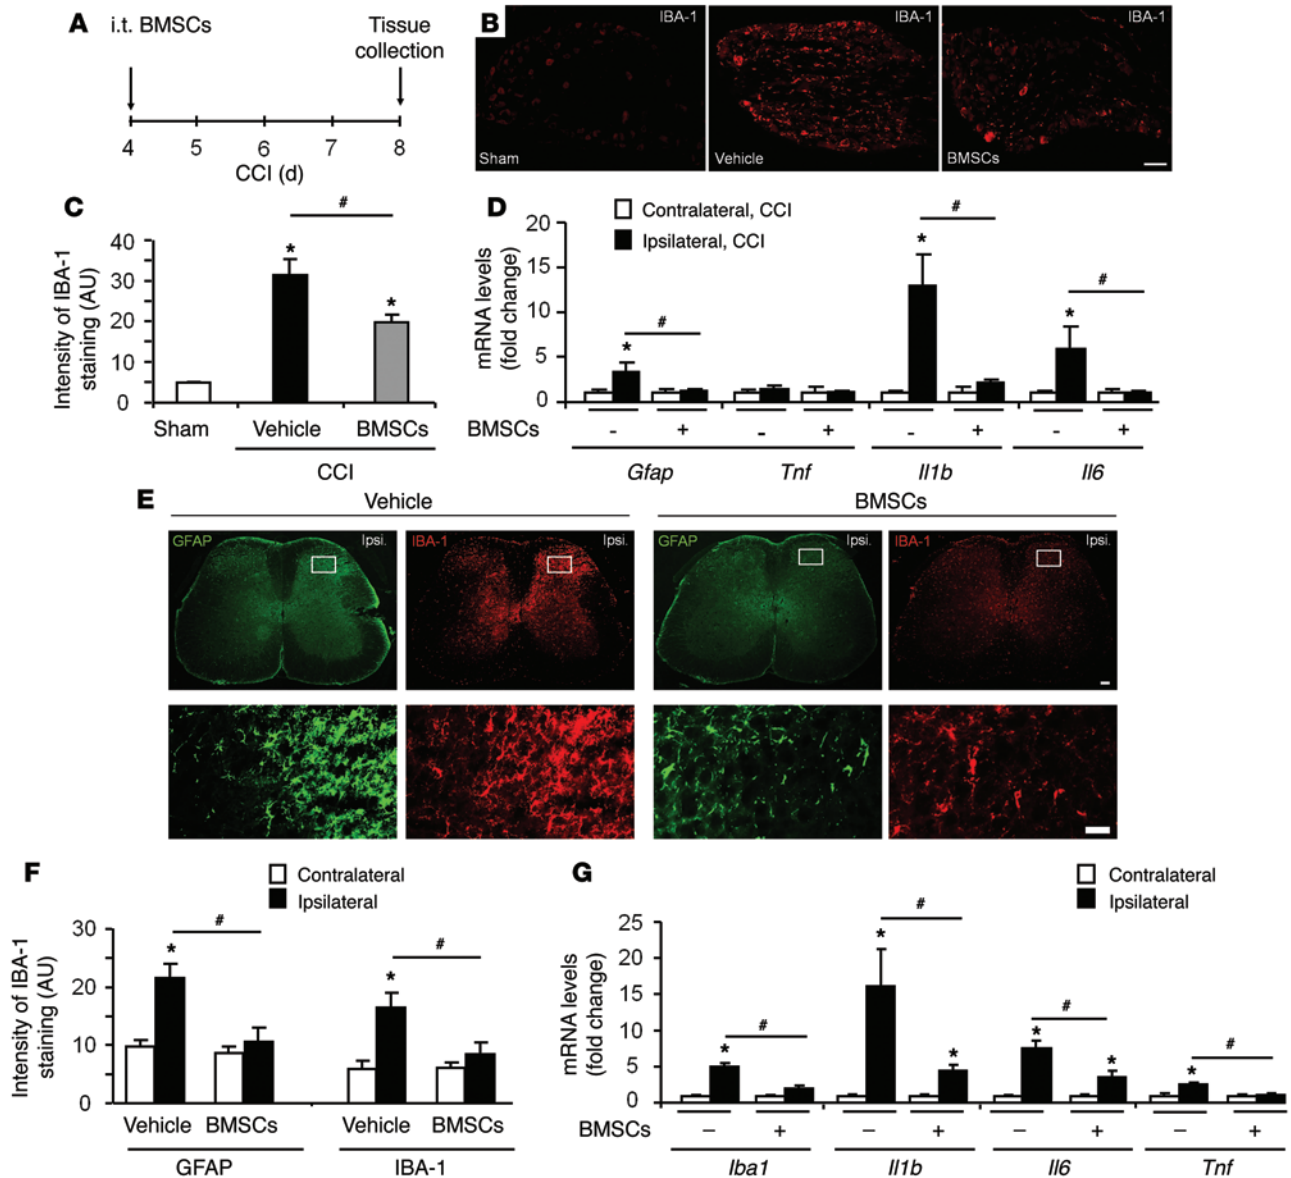 A
i.t. BMSCs
Tissue
collection
4 5 6 7 8
CCI (d)
B
IBA-1 IBA-1 IBA-1
Sham Vehicle BMSCs
C
#
* *
Intensity of IBA-1
staining (AU)
40
30
20
10
0
Sham Vehicle BMSCs
CCI
D
Contralateral, CCI
Ipsilateral, CCI
mRNA levels
(fold change)
20
15
10
5
0
* # * # * #
BMSCs - + - + - + - +
Gfap Tnf Il1b Il6
E
Vehicle BMSCs
GFAP Ipsi. IBA-1 Ipsi. GFAP Ipsi. IBA-1 Ipsi.
F
Contralateral
Ipsilateral
Intensity of IBA-1
staining (AU)
30
20
10
0
* # * #
Vehicle BMSCs Vehicle BMSCs
GFAP IBA-1
G
Contralateral
Ipsilateral
mRNA levels
(fold change)
25
20
15
10
5
0
* # * # * * # * * #
BMSCs – + – + – + – +
Iba1 Il1b Il6 Tnf